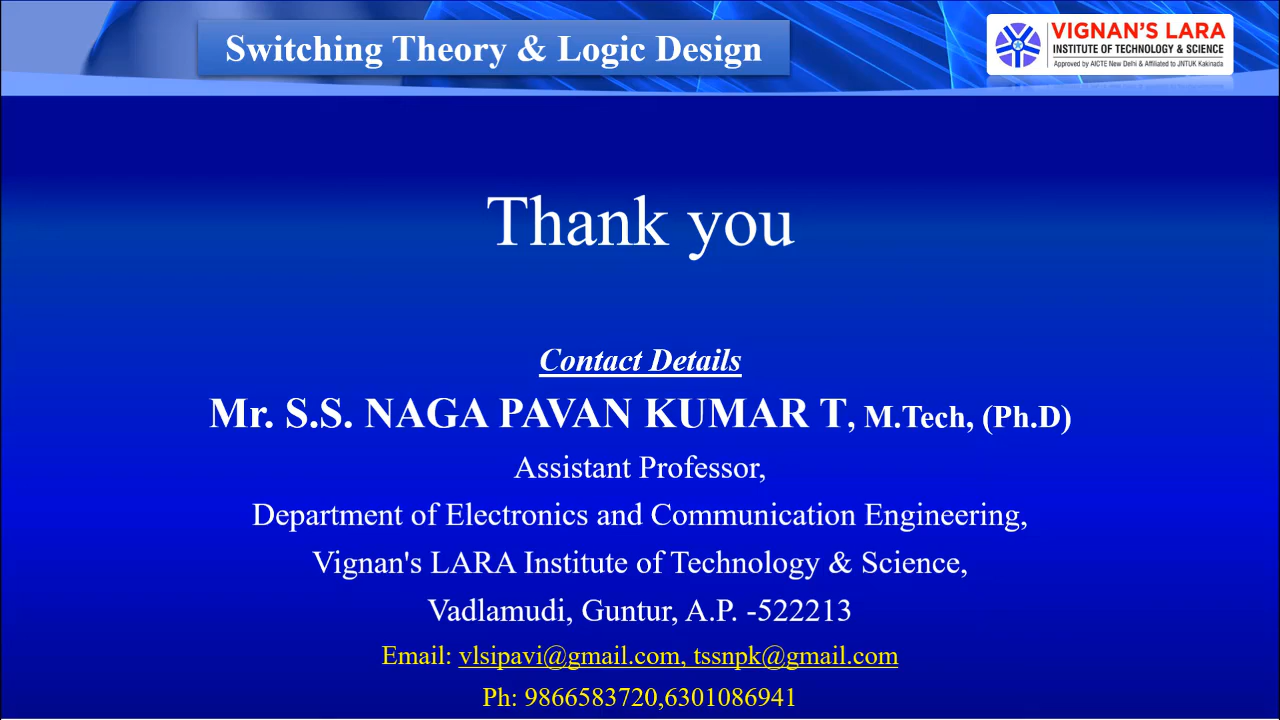 Switching Theory & Logic Design
VIGNAN'S LARA
INSTITUTE OF TECHNOLOGY & SCIENCE
Approved by AICTE New Delhi & Affiliated to JNTUK Kakinada
Thank you
Contact Details
Mr. S.S. NAGA PAVAN KUMAR T, M.Tech, (Ph.D)
Assistant Professor,
Department of Electronics and Communication Engineering,
Vignan's LARA Institute of Technology & Science,
Vadlamudi, Guntur, A.P. -522213
Email: vlsipavi@gmail.com, tssnpk@gmail.com
Ph: 9866583720,6301086941